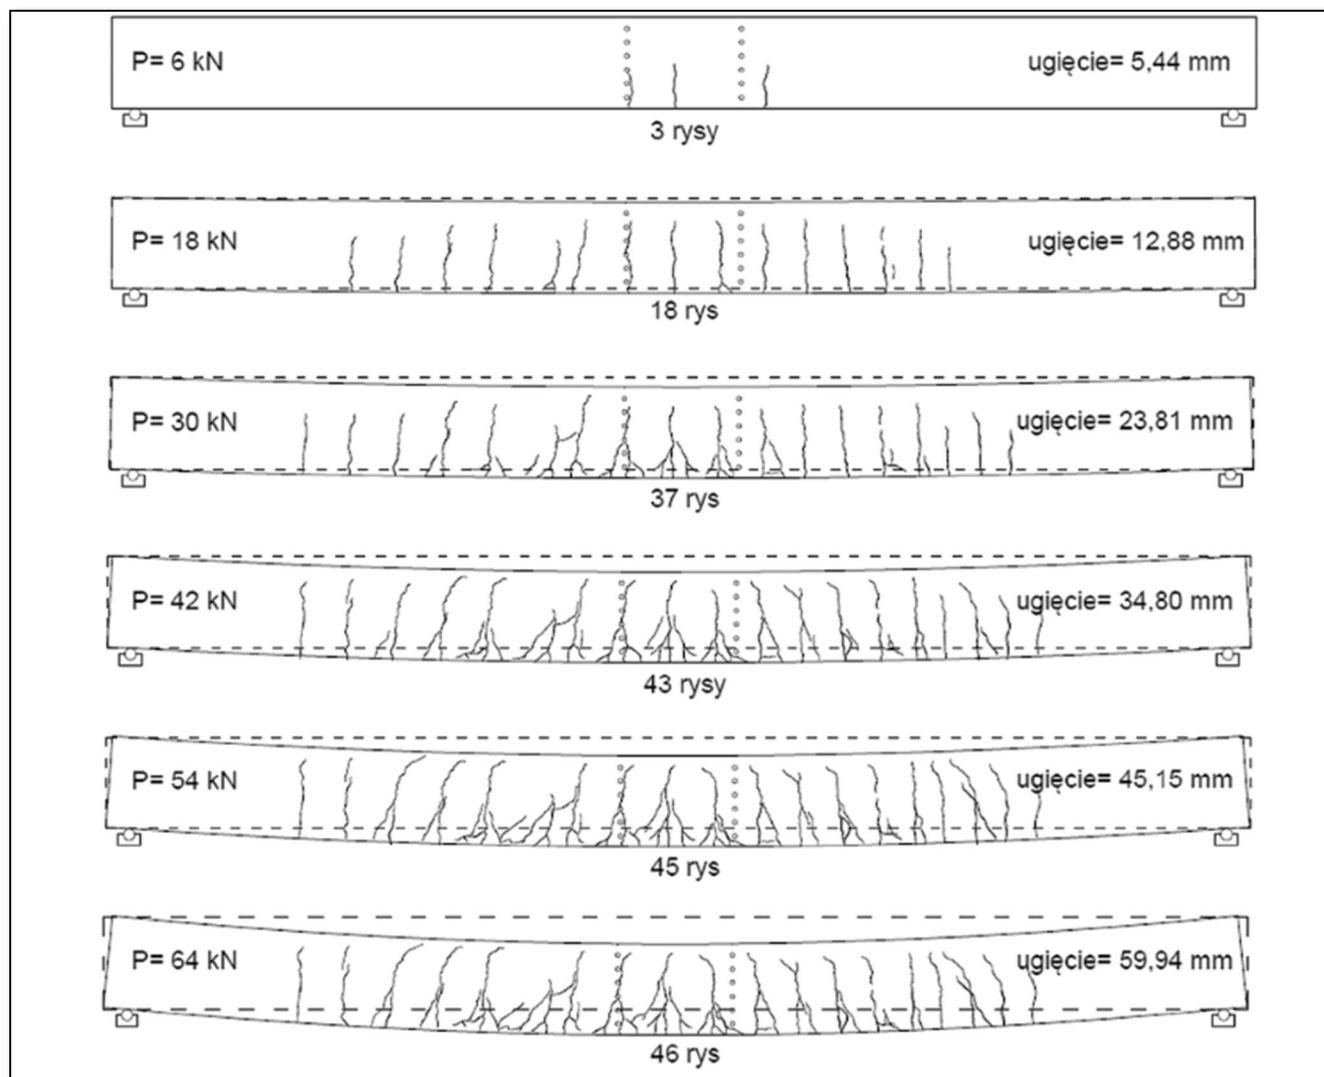 P= 6 kN ugięcie= 5,44 mm
3 rysy
P= 18 kN ugięcie= 12,88 mm
18 rys
P= 30 kN ugięcie= 23,81 mm
37 rys
P= 42 kN ugięcie= 34,80 mm
43 rysy
P= 54 kN ugięcie= 45,15 mm
45 rys
P= 64 kN ugięcie= 59,94 mm
46 rys